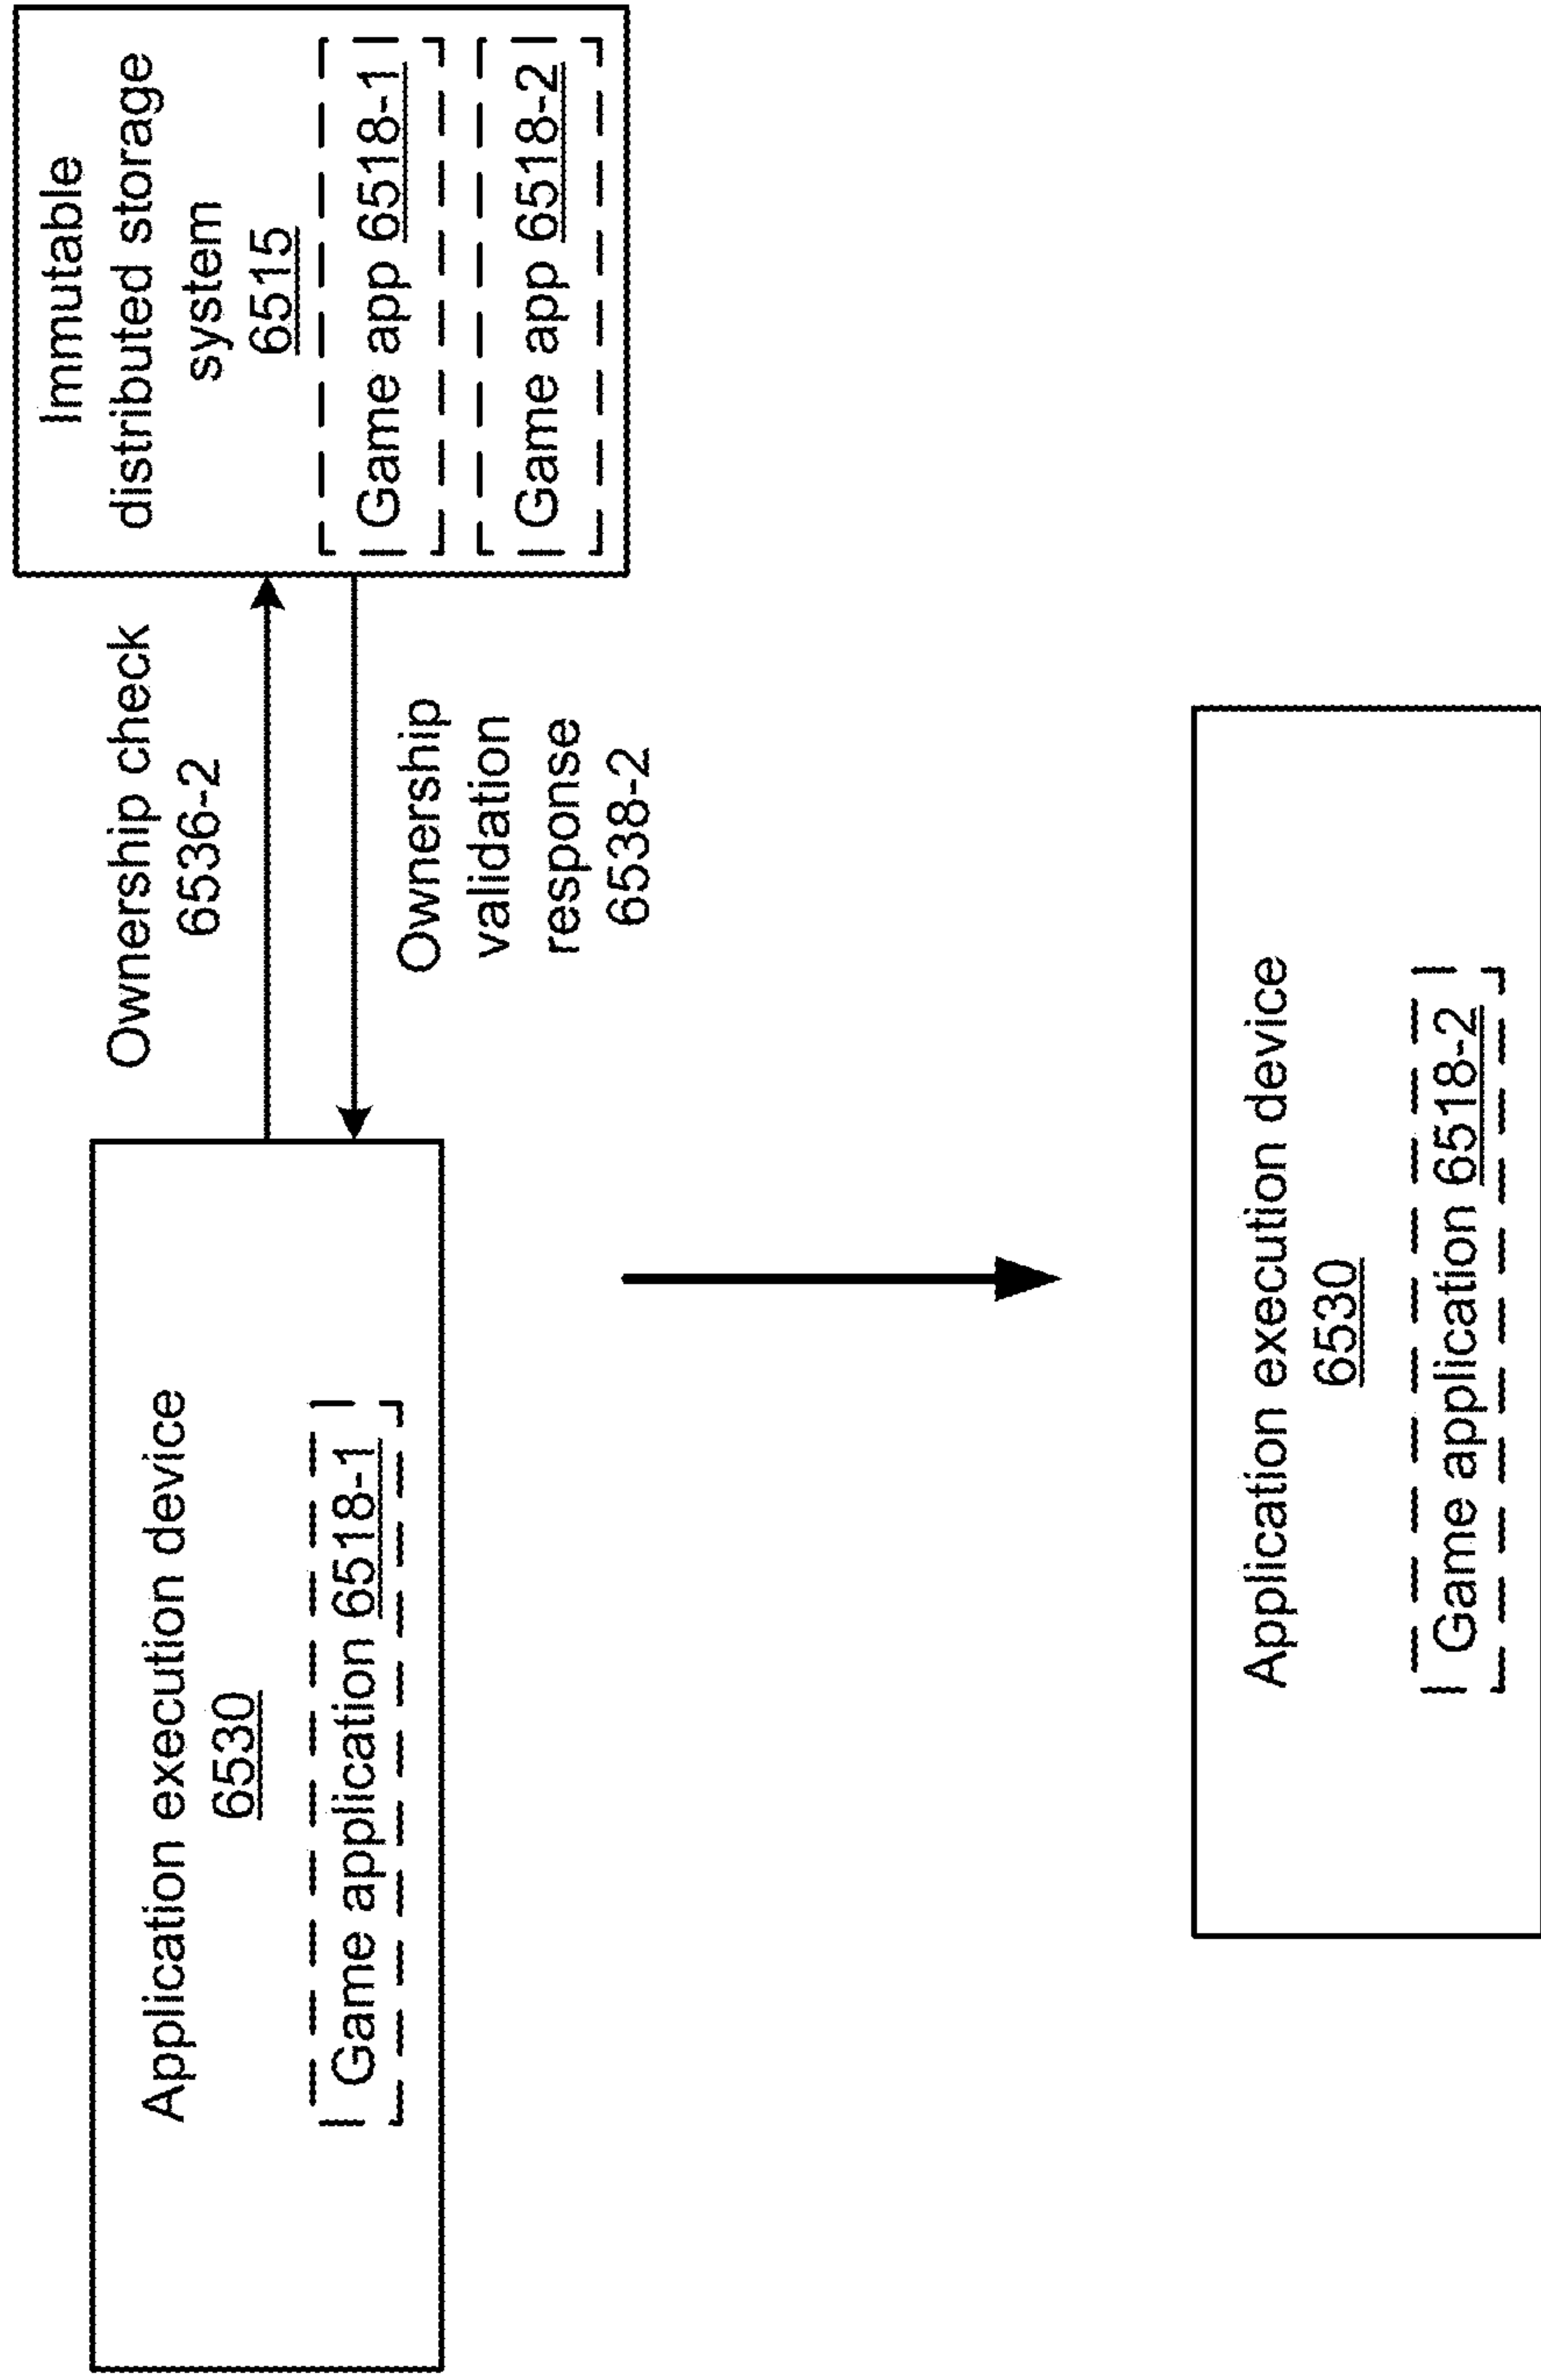 Application execution device
6530
Game application 6518-1
Ownership check
6536-2
Ownership
validation
response
6538-2
Immutable
distributed storage
system
6515
Game app 6518-1
Game app 6518-2
Application execution device
6530
Game application 6518-2